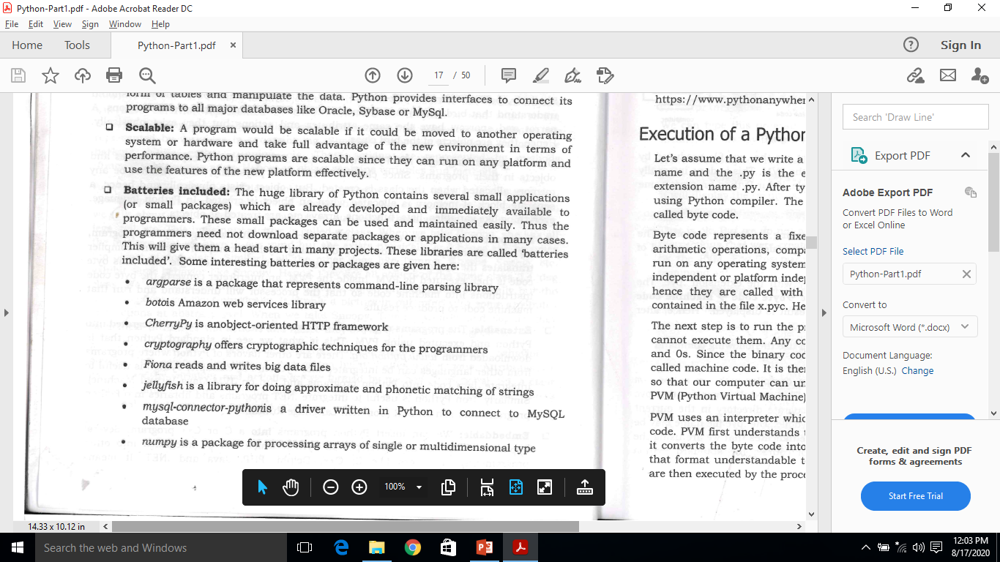 Python-Part1.pdf - Adobe Acrobat Reader DC
File Edit View Sign Window Help
Home Tools Python-Part1.pdf × Sign In
17 / 50
form of tables and manipulate the data. Python provides interfaces to connect its
programs to all major databases like Oracle, Sybase or MySql.
❑ Scalable: A program would be scalable if it could be moved to another operating
system or hardware and take full advantage of the new environment in terms of
performance. Python programs are scalable since they can run on any platform and
use the features of the new platform effectively.
❑ Batteries included: The huge library of Python contains several small applications
(or small packages) which are already developed and immediately available to
programmers. These small packages can be used and maintained easily. Thus the
programmers need not download separate packages or applications in many cases.
This will give them a head start in many projects. These libraries are called 'batteries
included'. Some interesting batteries or packages are given here:
• argparse is a package that represents command-line parsing library
• botois Amazon web services library
• CherryPy is anobject-oriented HTTP framework
• cryptography offers cryptographic techniques for the programmers
• Fiona reads and writes big data files
• jellyfish is a library for doing approximate and phonetic matching of strings
• mysql-connector-pythonis a driver written in Python to connect to MySQL
database
• numpy is a package for processing arrays of single or multidimensional type
https://www.pythonanywher
Execution of a Python
Let's assume that we write a
name and the .py is the e
extension name .py. After ty
using Python compiler. The
called byte code.
Byte code represents a fixe
arithmetic operations, compa
run on any operating system
independent or platform indep
hence they are called with
contained in the file x.pyc. He
The next step is to run the pr
cannot execute them. Any co
and 0s. Since the binary cod
called machine code. It is ther
so that our computer can un
PVM (Python Virtual Machine)
PVM uses an interpreter whic
code. PVM first understands t
it converts the byte code into
that format understandable t
are then executed by the proce
100%
14.33 x 10.12 in
Search 'Draw Line'
Export PDF
Adobe Export PDF
Convert PDF Files to Word
or Excel Online
Select PDF File
Python-Part1.pdf
Convert to
Microsoft Word (*.docx)
Document Language:
English (U.S.) Change
Create, edit and sign PDF
forms & agreements
Start Free Trial
Search the web and Windows
12:03 PM
8/17/2020